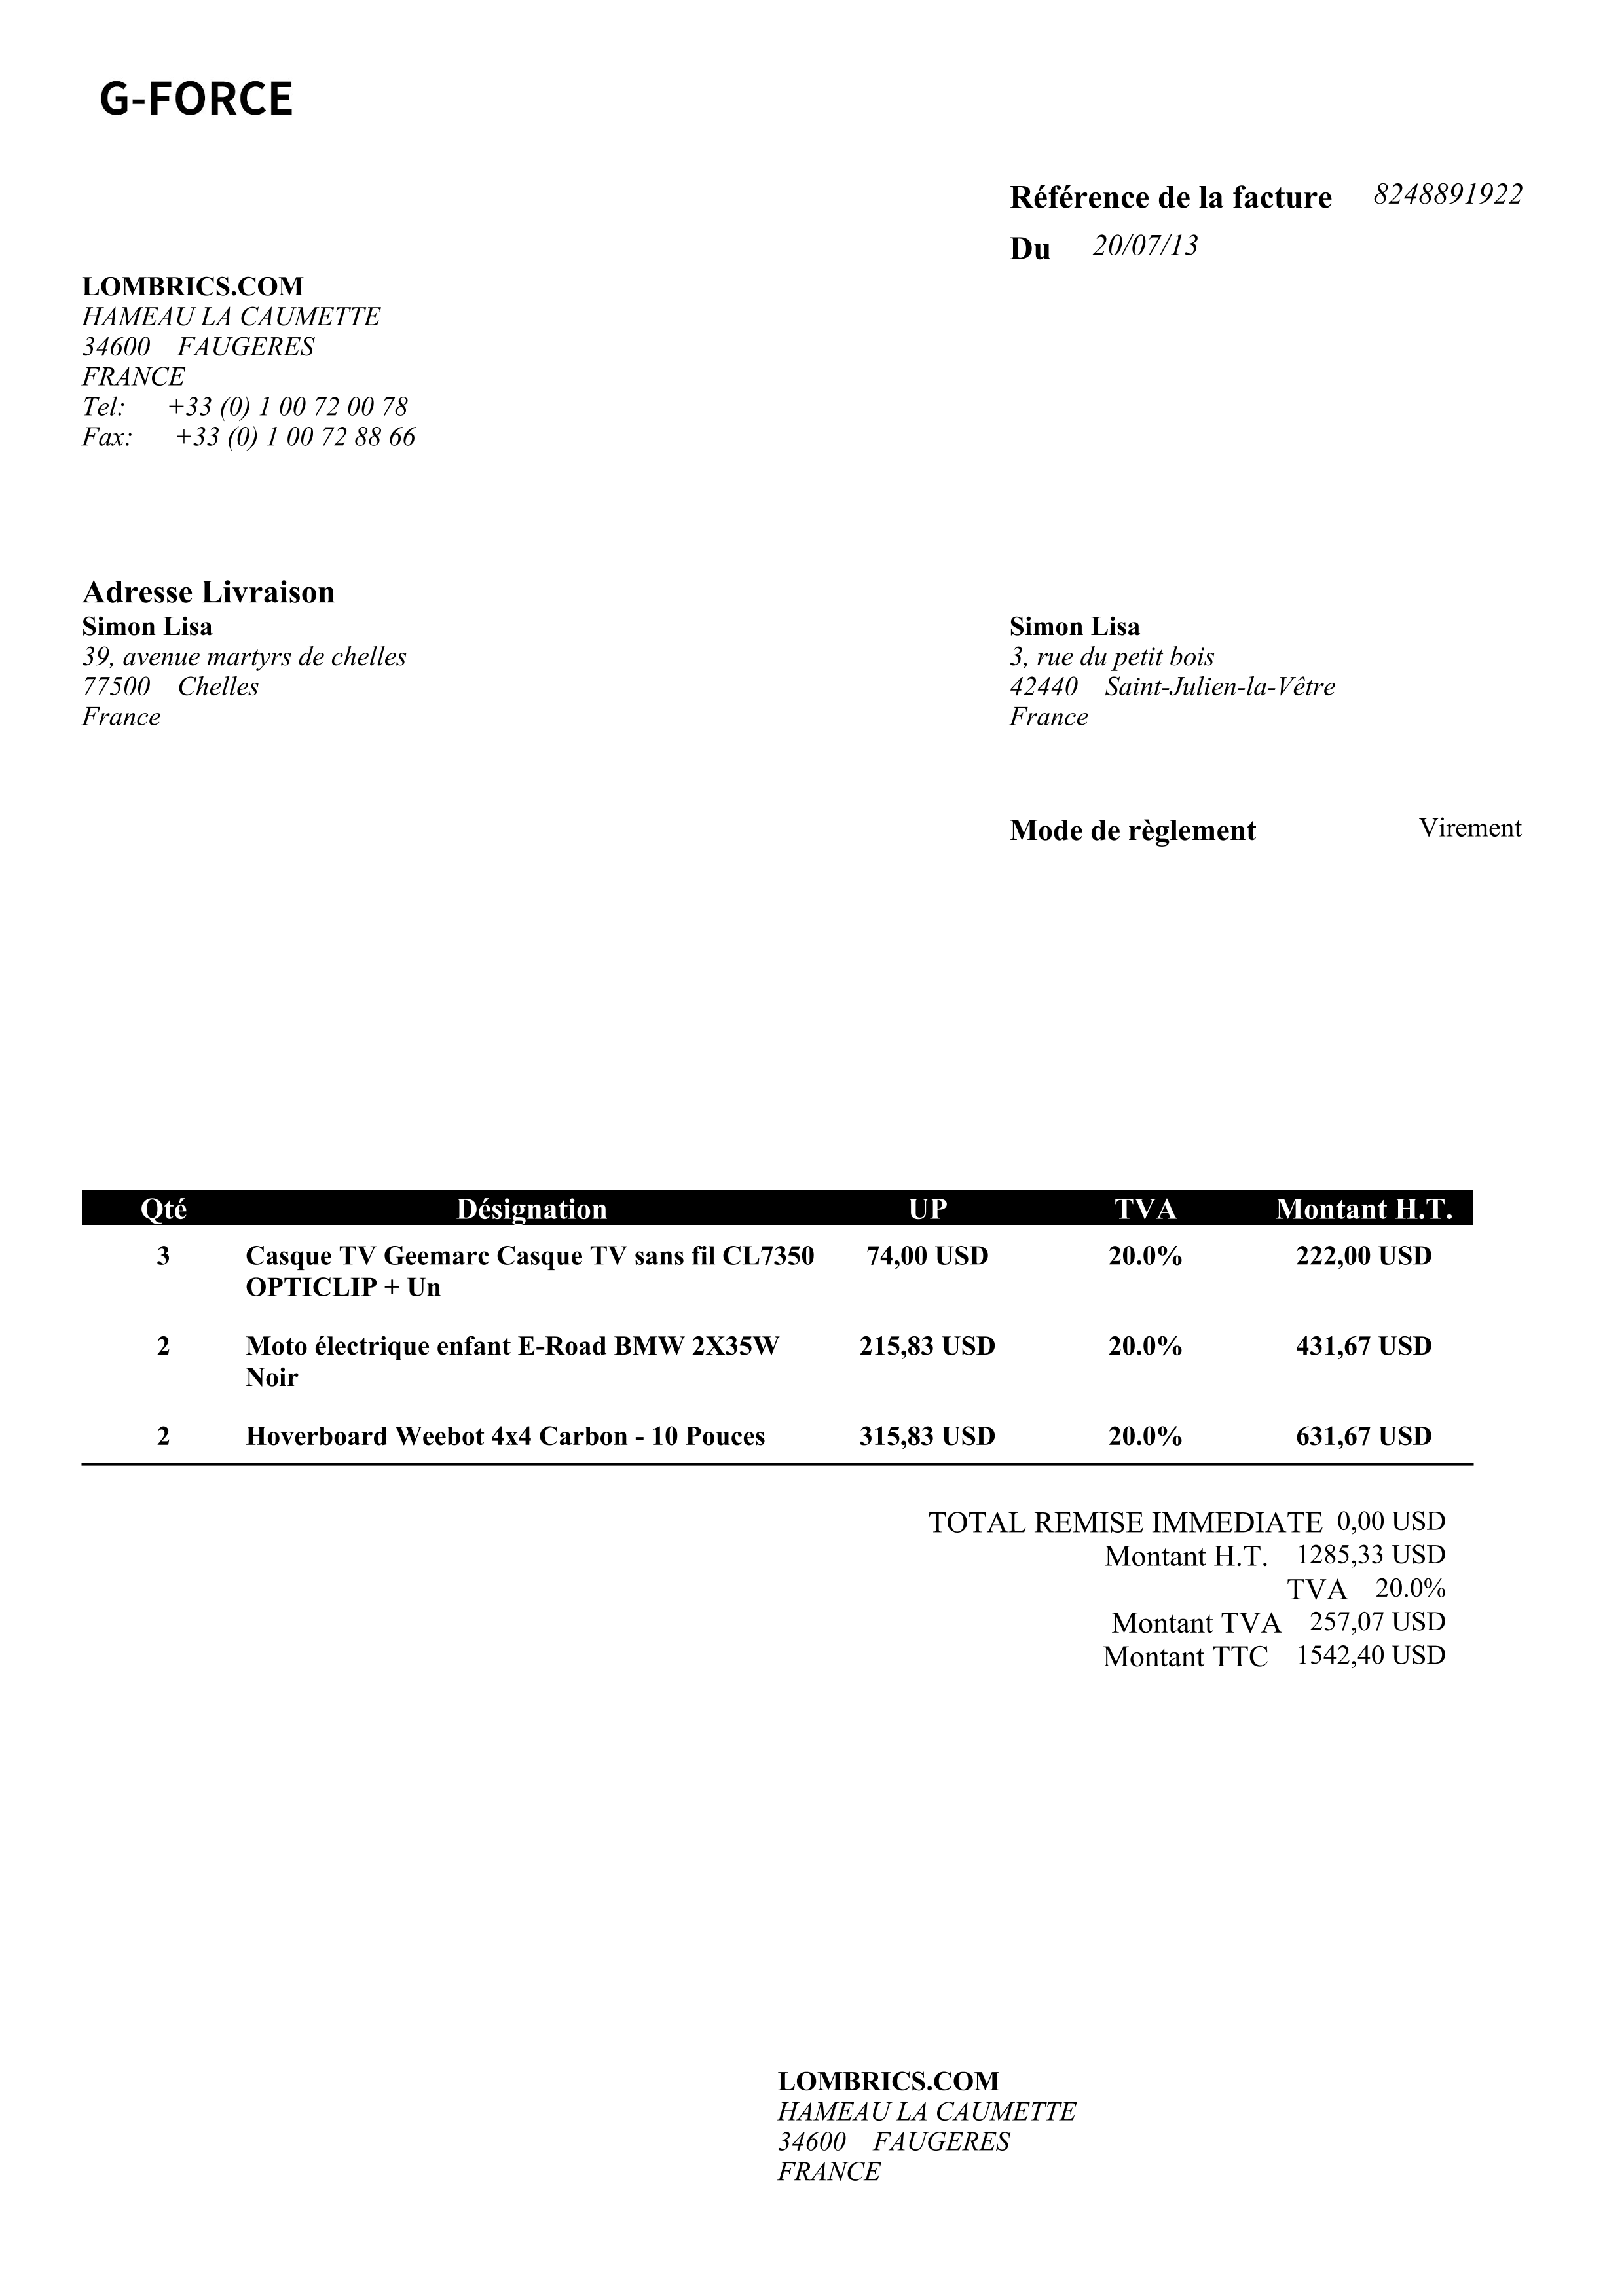 G-FORCE
Référence de la facture 8248891922
Du 20/07/13
LOMBRICS.COM
HAMEAU LA CAUMETTE
34600 FAUGERES
FRANCE
Tel: +33 (0) 1 00 72 00 78
Fax: +33 (0) 1 00 72 88 66
Adresse Livraison
Simon Lisa
39, avenue martyrs de chelles
77500 Chelles
France
Simon Lisa
3, rue du petit bois
42440 Saint-Julien-la-Vêtre
France
Mode de règlement Virement
Qté Désignation UP TVA Montant H.T.
3 Casque TV Geemarc Casque TV sans fil CL7350 74,00 USD 20.0% 222,00 USD
OPTICLIP + Un
2 Moto électrique enfant E-Road BMW 2X35W 215,83 USD 20.0% 431,67 USD
Noir
2 Hoverboard Weebot 4x4 Carbon - 10 Pouces 315,83 USD 20.0% 631,67 USD
TOTAL REMISE IMMEDIATE 0,00 USD
Montant H.T. 1285,33 USD
TVA 20.0%
Montant TVA 257,07 USD
Montant TTC 1542,40 USD
LOMBRICS.COM
HAMEAU LA CAUMETTE
34600 FAUGERES
FRANCE